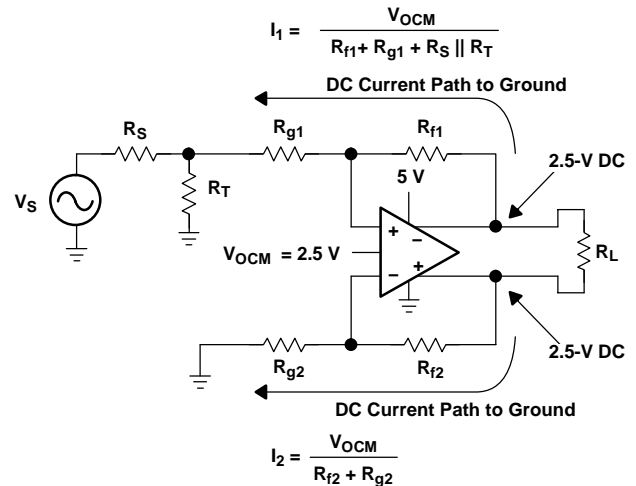 I1 = VOCM / Rf1+ Rg1 + RS || RT
DC Current Path to Ground
RS
Rg1
Rf1
2.5-V DC
5 V
RT
VS
+
−
VOCM = 2.5 V
RL
−
+
Rg2
Rf2
2.5-V DC
DC Current Path to Ground
I2 = VOCM / Rf2 + Rg2